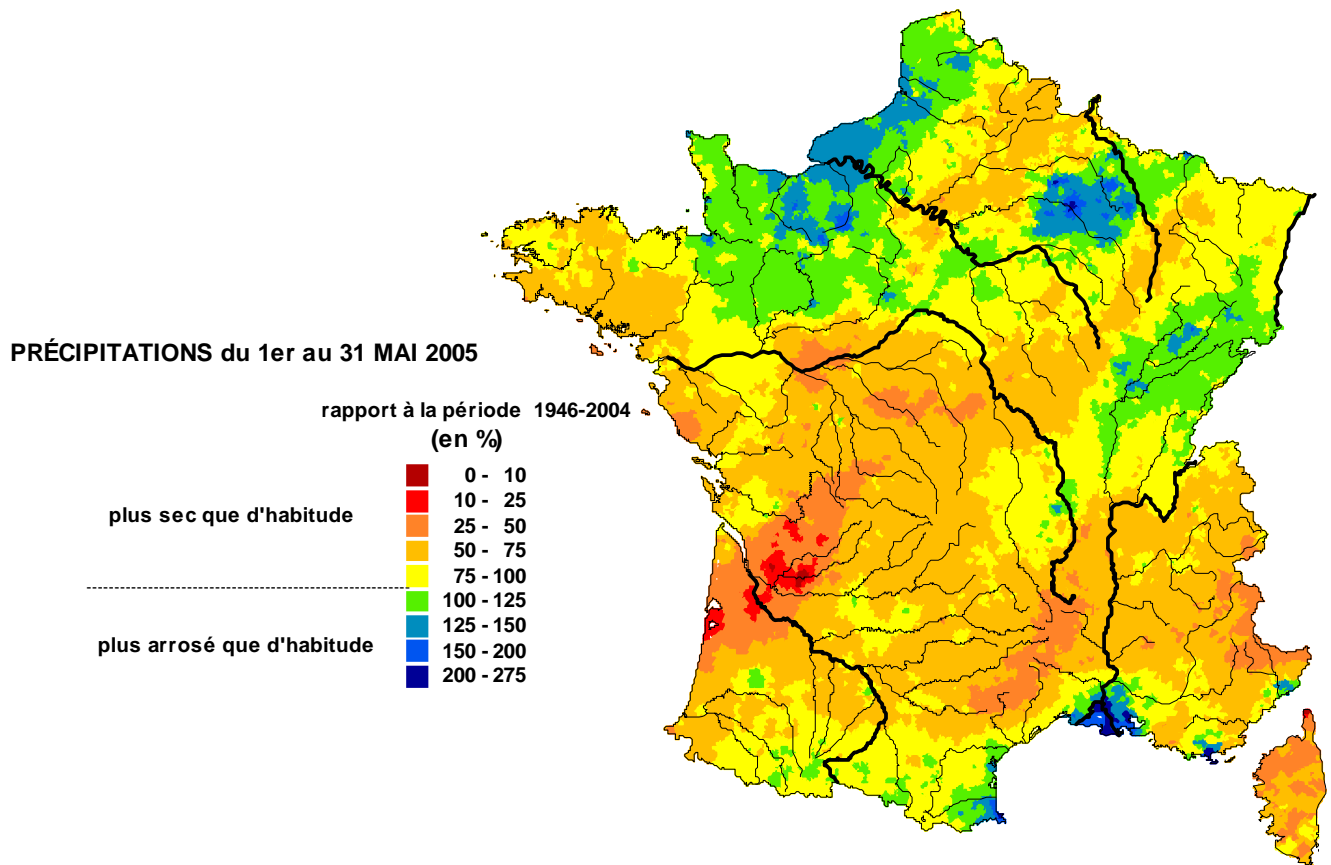 PRÉCIPITATIONS du 1er au 31 MAI 2005
rapport à la période 1946-2004
(en %)
0 - 10
10 - 25
plus sec que d'habitude
25 - 50
50 - 75
75 - 100
100 - 125
125 - 150
plus arrosé que d'habitude
150 - 200
200 - 275